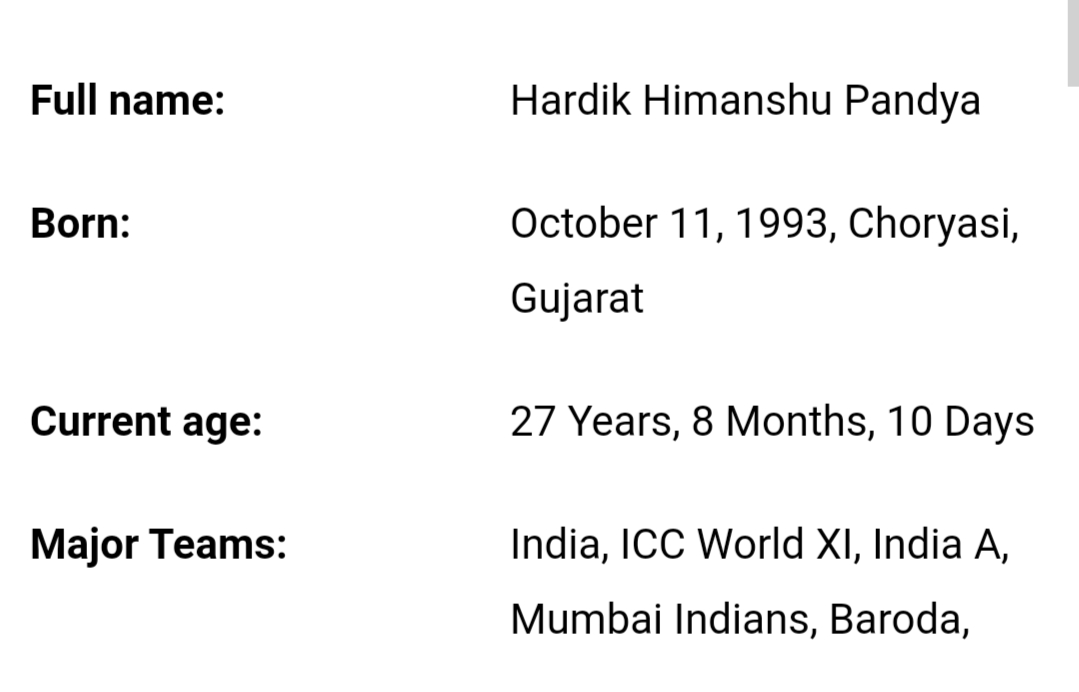 Full name: Hardik Himanshu Pandya
Born: October 11, 1993, Choryasi,
Gujarat
Current age: 27 Years, 8 Months, 10 Days
Major Teams: India, ICC World XI, India A,
Mumbai Indians, Baroda,